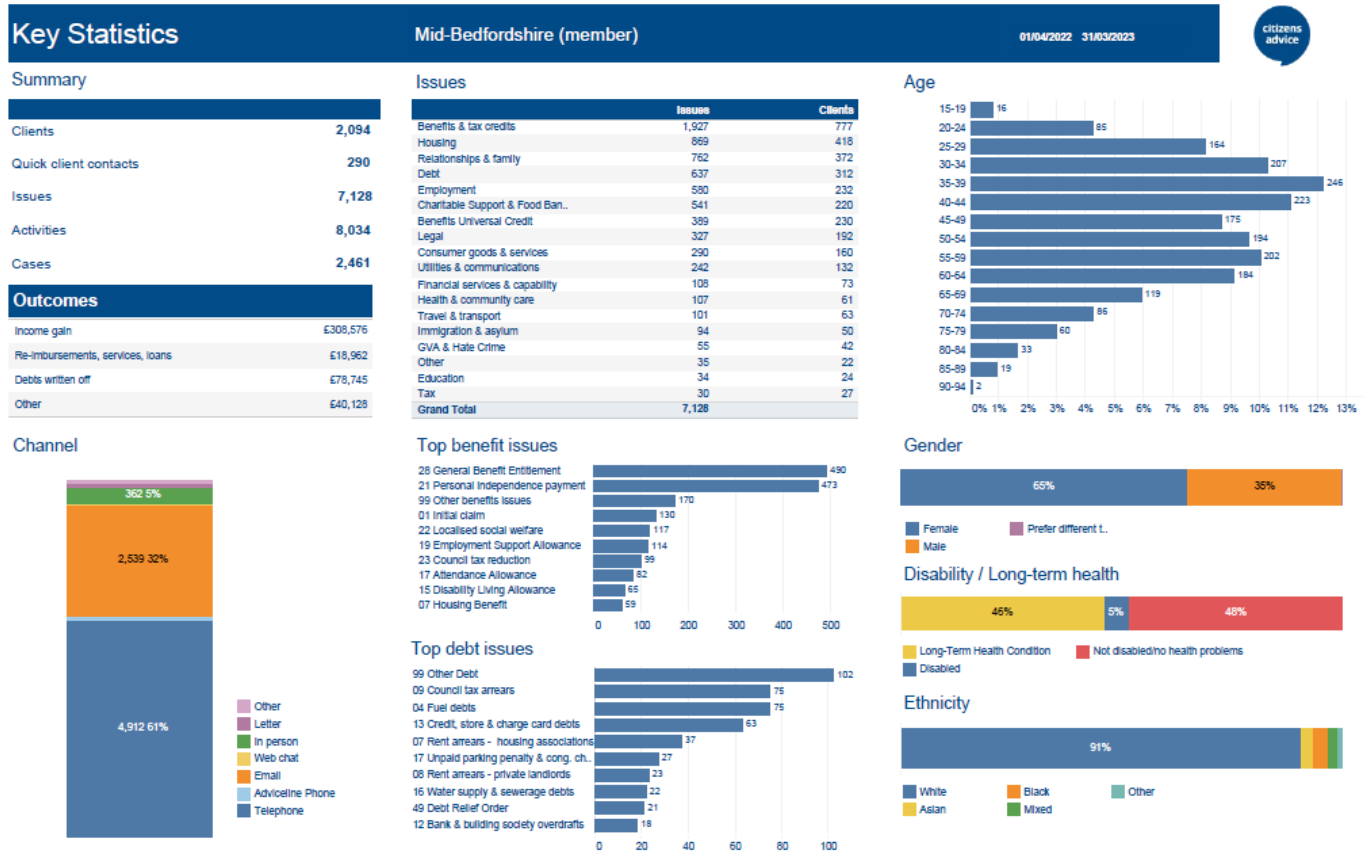 Key Statistics
Mid-Bedfordshire (member)
01/04/2022 31/03/2023
citizens
advice
Summary
Clients 2,094
Quick client contacts 290
Issues 7,128
Activities 8,034
Cases 2,461
Outcomes
Income gain £308,576
Re-imbursements, services, loans £18,962
Debts written off £78,745
Other £40,128
Issues
Issues Clients
Benefits & tax credits 1,927 777
Housing 869 418
Relationships & family 762 372
Debt 637 312
Employment 580 232
Charitable Support & Food Ban.. 541 220
Benefits Universal Credit 389 230
Legal 327 192
Consumer goods & services 290 160
Utilities & communications 242 132
Financial services & capability 108 73
Health & community care 107 61
Travel & transport 101 63
Immigration & asylum 94 50
GVA & Hate Crime 55 42
Other 35 22
Education 34 24
Tax 30 27
Grand Total 7,128
Age
15-19 16
20-24 85
25-29 164
30-34 207
35-39 246
40-44 223
45-49 175
50-54 194
55-59 202
60-64 184
65-69 119
70-74 86
75-79 60
80-84 33
85-89 19
90-94 2
0% 1% 2% 3% 4% 5% 6% 7% 8% 9% 10% 11% 12% 13%
Channel
362 5%
2,539 32%
4,912 61%
Other
Letter
In person
Web chat
Email
Adviceline Phone
Telephone
Top benefit issues
28 General Benefit Entitlement 490
21 Personal independence payment 473
99 Other benefits issues 170
01 Initial claim 130
22 Localised social welfare 117
19 Employment Support Allowance 114
23 Council tax reduction 99
17 Attendance Allowance 82
15 Disability Living Allowance 65
07 Housing Benefit 59
0 100 200 300 400 500
Top debt issues
99 Other Debt 102
09 Council tax arrears 75
04 Fuel debts 75
13 Credit, store & charge card debts 63
07 Rent arrears - housing associations 37
17 Unpaid parking penalty & cong. ch.. 27
08 Rent arrears - private landlords 23
16 Water supply & sewerage debts 22
49 Debt Relief Order 21
12 Bank & building society overdrafts 18
0 20 40 60 80 100
Gender
65% 35%
Female Prefer different t..
Male
Disability / Long-term health
46% 5% 48%
Long-Term Health Condition Not disabled/no health problems
Disabled
Ethnicity
91%
White Black Other
Asian Mixed